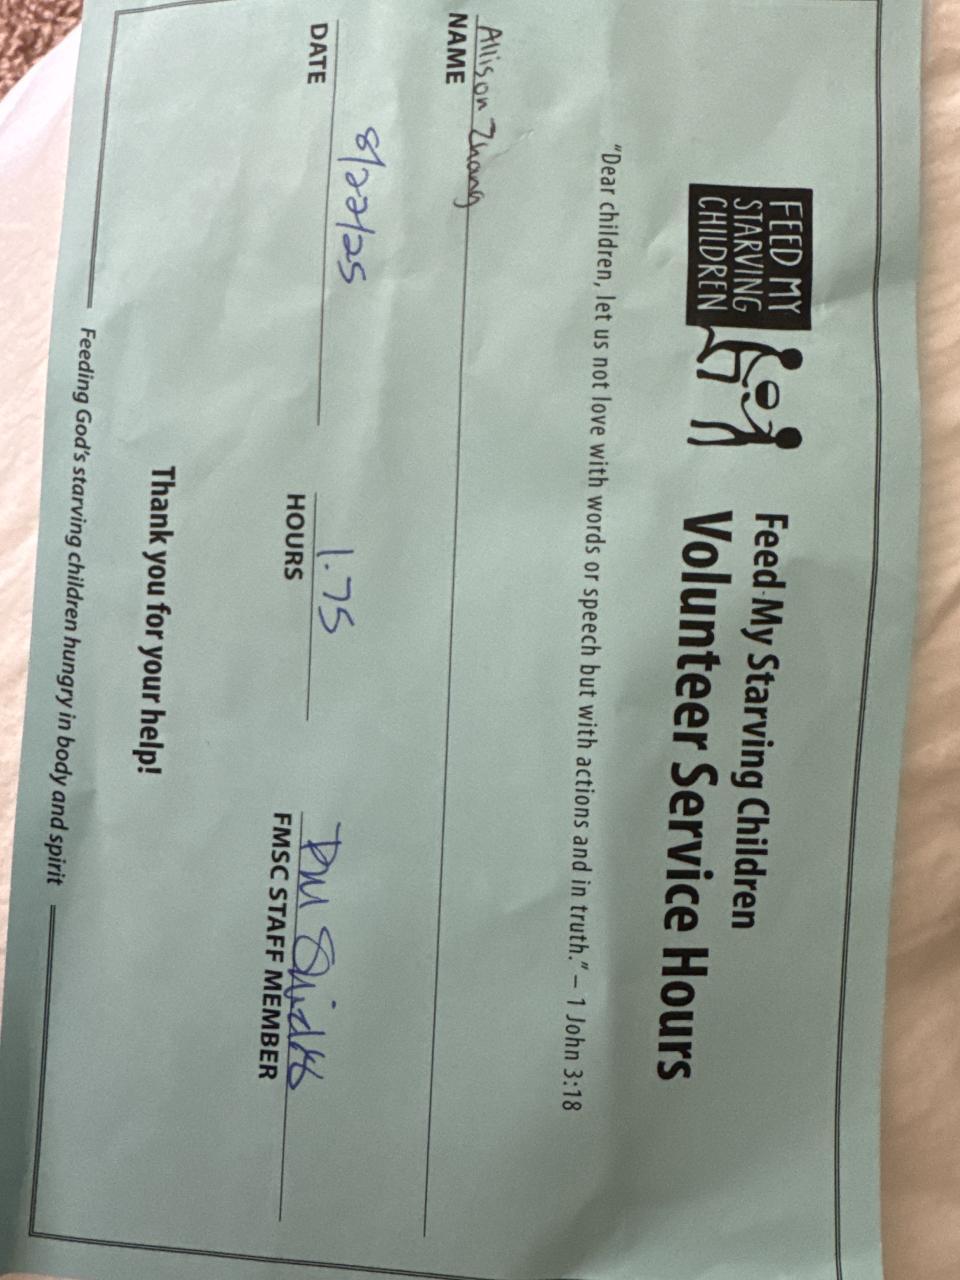 FEED MY
STARVING
CHILDREN
Feed My Starving Children
Volunteer Service Hours
"Dear children, let us not love with words or speech but with actions and in truth." – 1 John 3:18
Allison Zhang
NAME
8/22/25
DATE
1.75
HOURS
FMSC STAFF MEMBER
Thank you for your help!
Feeding God's starving children hungry in body and spirit